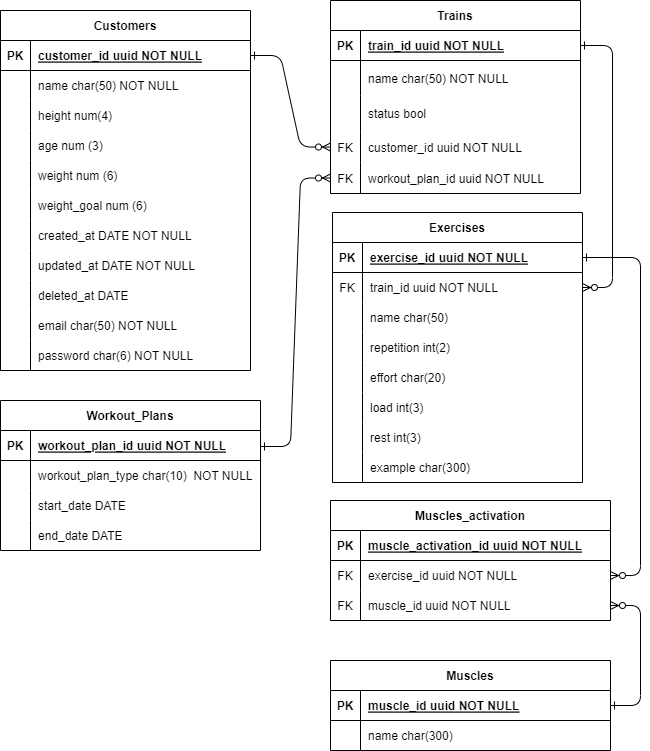 Customers
PK customer_id uuid NOT NULL
name char(50) NOT NULL
height num(4)
age num (3)
weight num (6)
weight_goal num (6)
created_at DATE NOT NULL
updated_at DATE NOT NULL
deleted_at DATE
email char(50) NOT NULL
password char(6) NOT NULL
Workout_Plans
PK workout_plan_id uuid NOT NULL
workout_plan_type char(10)  NOT NULL
start_date DATE
end_date DATE
Trains
PK train_id uuid NOT NULL
name char(50) NOT NULL
status bool
FK customer_id uuid NOT NULL
FK workout_plan_id uuid NOT NULL
Exercises
PK exercise_id uuid NOT NULL
FK train_id uuid NOT NULL
name char(50)
repetition int(2)
effort char(20)
load int(3)
rest int(3)
example char(300)
Muscles_activation
PK muscle_activation_id uuid NOT NULL
FK exercise_id uuid NOT NULL
FK muscle_id uuid NOT NULL
Muscles
PK muscle_id uuid NOT NULL
name char(300)